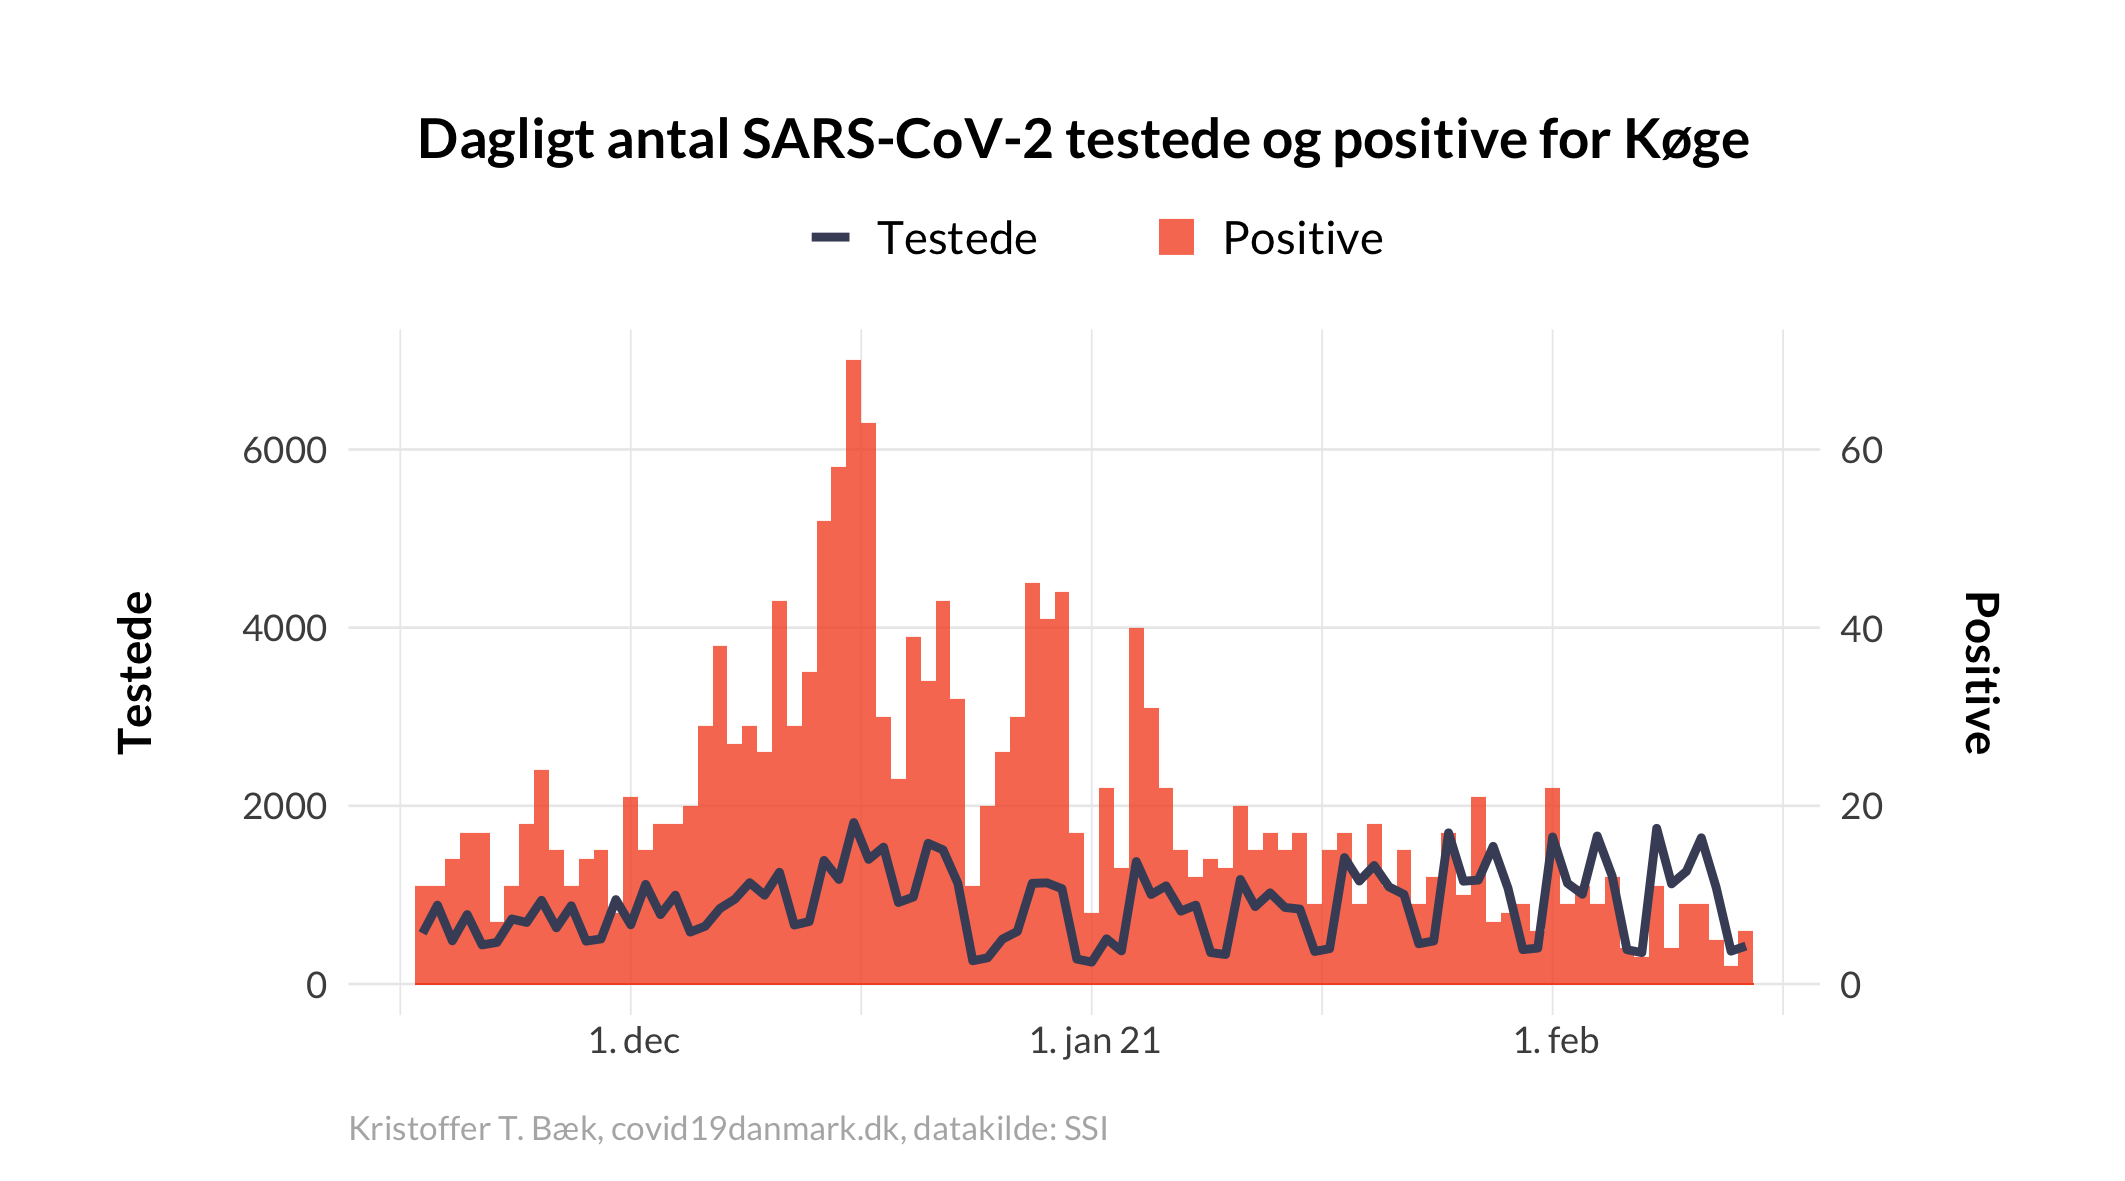 Dagligt antal SARS-CoV-2 testede og positive for Køge
Testede
Positive
6000
4000
2000
0
60
40
20
0
Testede
Positive
1. dec
1. jan 21
1. feb
Kristoffer T. Bæk, covid19danmark.dk, datakilde: SSI